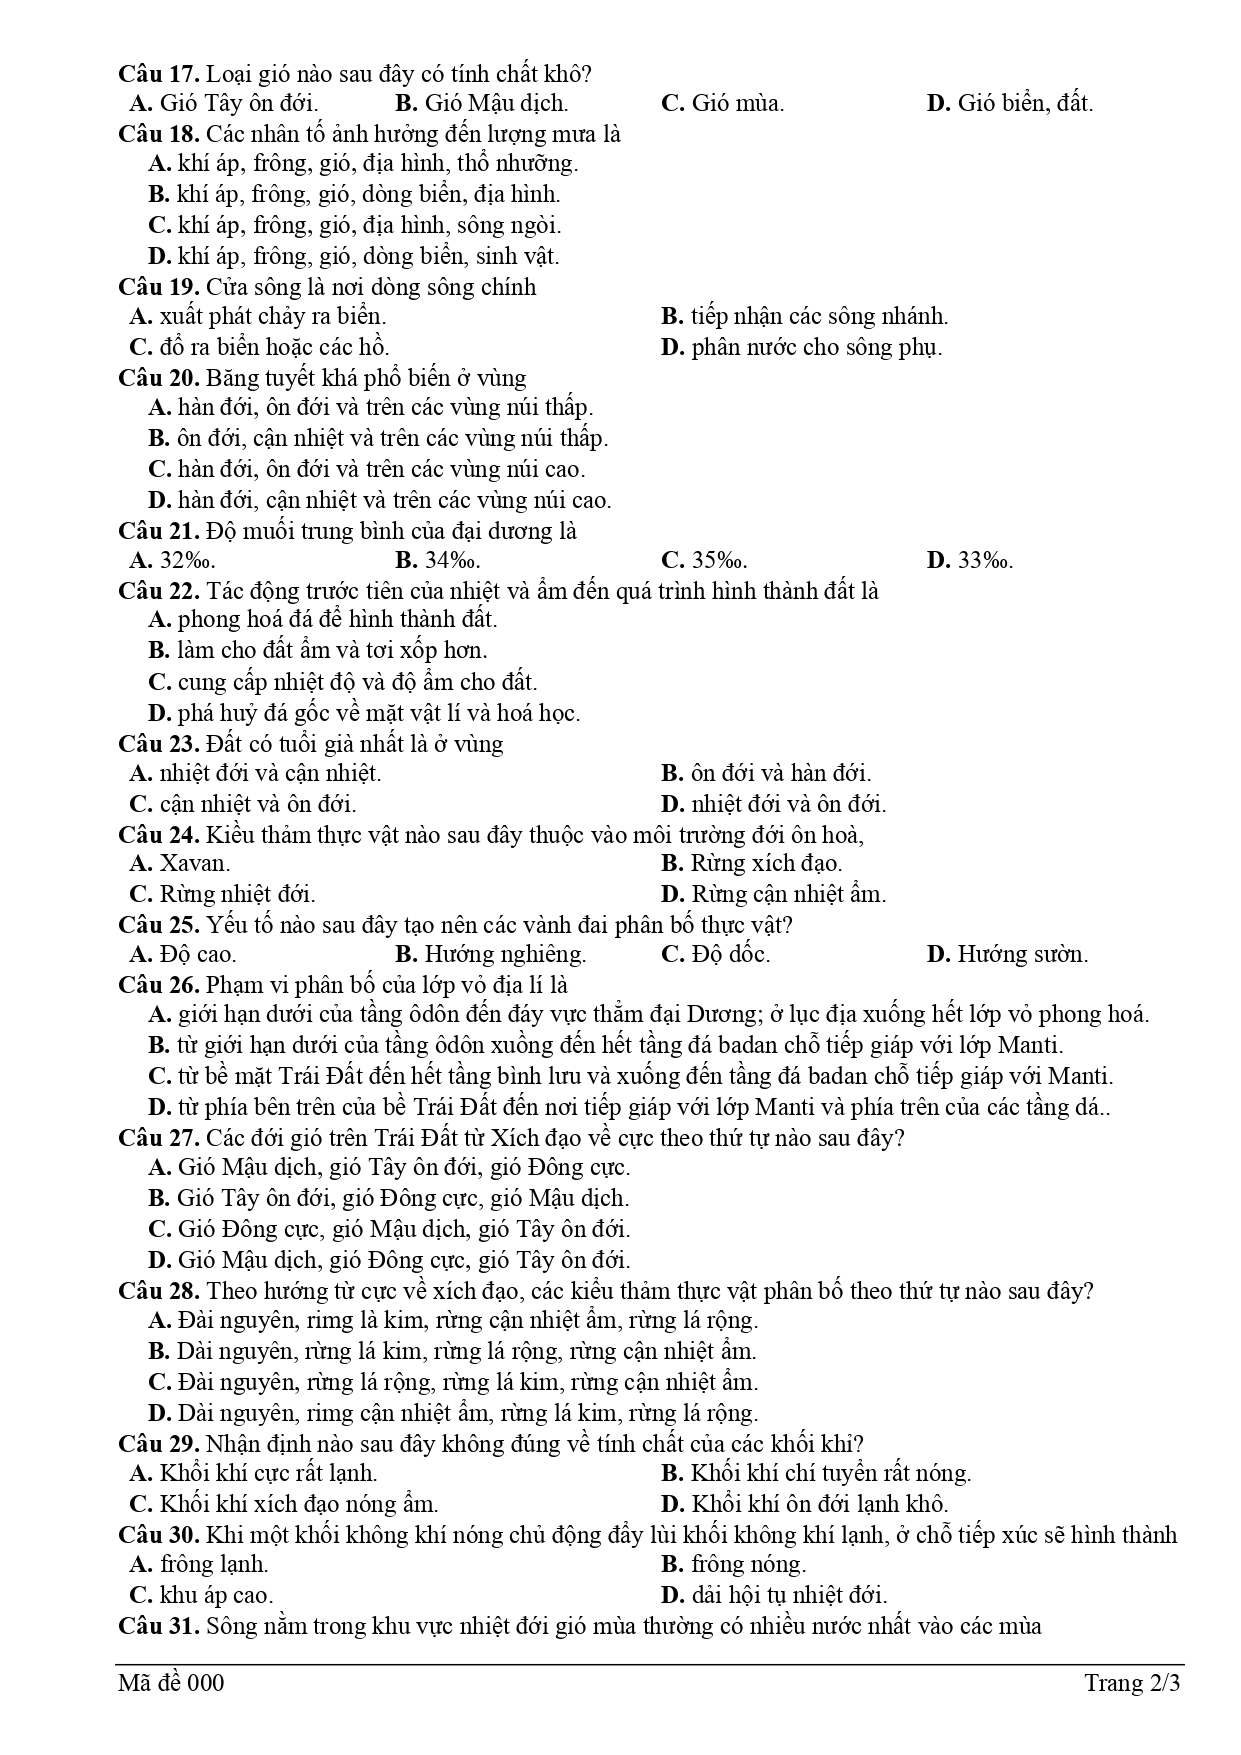 Câu 17. Loại gió nào sau đây có tính chất khô?
A. Gió Tây ôn đới. B. Gió Mậu dịch. C. Gió mùa. D. Gió biển, đất.
Câu 18. Các nhân tố ảnh hưởng đến lượng mưa là
A. khí áp, frông, gió, địa hình, thổ nhưỡng.
B. khí áp, frông, gió, dòng biển, địa hình.
C. khí áp, frông, gió, địa hình, sông ngòi.
D. khí áp, frông, gió, dòng biển, sinh vật.
Câu 19. Cửa sông là nơi dòng sông chính
A. xuất phát chảy ra biển. B. tiếp nhận các sông nhánh.
C. đổ ra biển hoặc các hồ. D. phân nước cho sông phụ.
Câu 20. Băng tuyết khá phổ biến ở vùng
A. hàn đới, ôn đới và trên các vùng núi thấp.
B. ôn đới, cận nhiệt và trên các vùng núi thấp.
C. hàn đới, ôn đới và trên các vùng núi cao.
D. hàn đới, cận nhiệt và trên các vùng núi cao.
Câu 21. Độ muối trung bình của đại dương là
A. 32‰. B. 34‰. C. 35‰. D. 33‰.
Câu 22. Tác động trước tiên của nhiệt và ẩm đến quá trình hình thành đất là
A. phong hoá đá để hình thành đất.
B. làm cho đất ẩm và tơi xốp hơn.
C. cung cấp nhiệt độ và độ ẩm cho đất.
D. phá huỷ đá gốc về mặt vật lí và hoá học.
Câu 23. Đất có tuổi già nhất là ở vùng
A. nhiệt đới và cận nhiệt. B. ôn đới và hàn đới.
C. cận nhiệt và ôn đới. D. nhiệt đới và ôn đới.
Câu 24. Kiều thảm thực vật nào sau đây thuộc vào môi trường đới ôn hoà,
A. Xavan. B. Rừng xích đạo.
C. Rừng nhiệt đới. D. Rừng cận nhiệt ẩm.
Câu 25. Yếu tố nào sau đây tạo nên các vành đai phân bố thực vật?
A. Độ cao. B. Hướng nghiêng. C. Độ dốc. D. Hướng sườn.
Câu 26. Phạm vi phân bố của lớp vỏ địa lí là
A. giới hạn dưới của tầng ôdôn đến đáy vực thẳm đại Dương; ở lục địa xuống hết lớp vỏ phong hoá.
B. từ giới hạn dưới của tầng ôdôn xuồng đến hết tầng đá badan chỗ tiếp giáp với lớp Manti.
C. từ bề mặt Trái Đất đến hết tầng bình lưu và xuống đến tầng đá badan chỗ tiếp giáp với Manti.
D. từ phía bên trên của bề Trái Đất đến nơi tiếp giáp với lớp Manti và phía trên của các tầng dá..
Câu 27. Các đới gió trên Trái Đất từ Xích đạo về cực theo thứ tự nào sau đây?
A. Gió Mậu dịch, gió Tây ôn đới, gió Đông cực.
B. Gió Tây ôn đới, gió Đông cực, gió Mậu dịch.
C. Gió Đông cực, gió Mậu dịch, gió Tây ôn đới.
D. Gió Mậu dịch, gió Đông cực, gió Tây ôn đới.
Câu 28. Theo hướng từ cực về xích đạo, các kiểu thảm thực vật phân bố theo thứ tự nào sau đây?
A. Đài nguyên, rimg là kim, rừng cận nhiệt ẩm, rừng lá rộng.
B. Dài nguyên, rừng lá kim, rừng lá rộng, rừng cận nhiệt ẩm.
C. Đài nguyên, rừng lá rộng, rừng lá kim, rừng cận nhiệt ẩm.
D. Dài nguyên, rimg cận nhiệt ẩm, rừng lá kim, rừng lá rộng.
Câu 29. Nhận định nào sau đây không đúng về tính chất của các khối khi?
A. Khổi khí cực rất lạnh. B. Khối khí chí tuyển rất nóng.
C. Khối khí xích đạo nóng ẩm. D. Khổi khí ôn đới lạnh khô.
Câu 30. Khi một khối không khí nóng chủ động đẩy lùi khối không khí lạnh, ở chỗ tiếp xúc sẽ hình thành
A. frông lạnh. B. frông nóng.
C. khu áp cao. D. dải hội tụ nhiệt đới.
Câu 31. Sông nằm trong khu vực nhiệt đới gió mùa thường có nhiều nước nhất vào các mùa
Mã đề 000 Trang 2/3